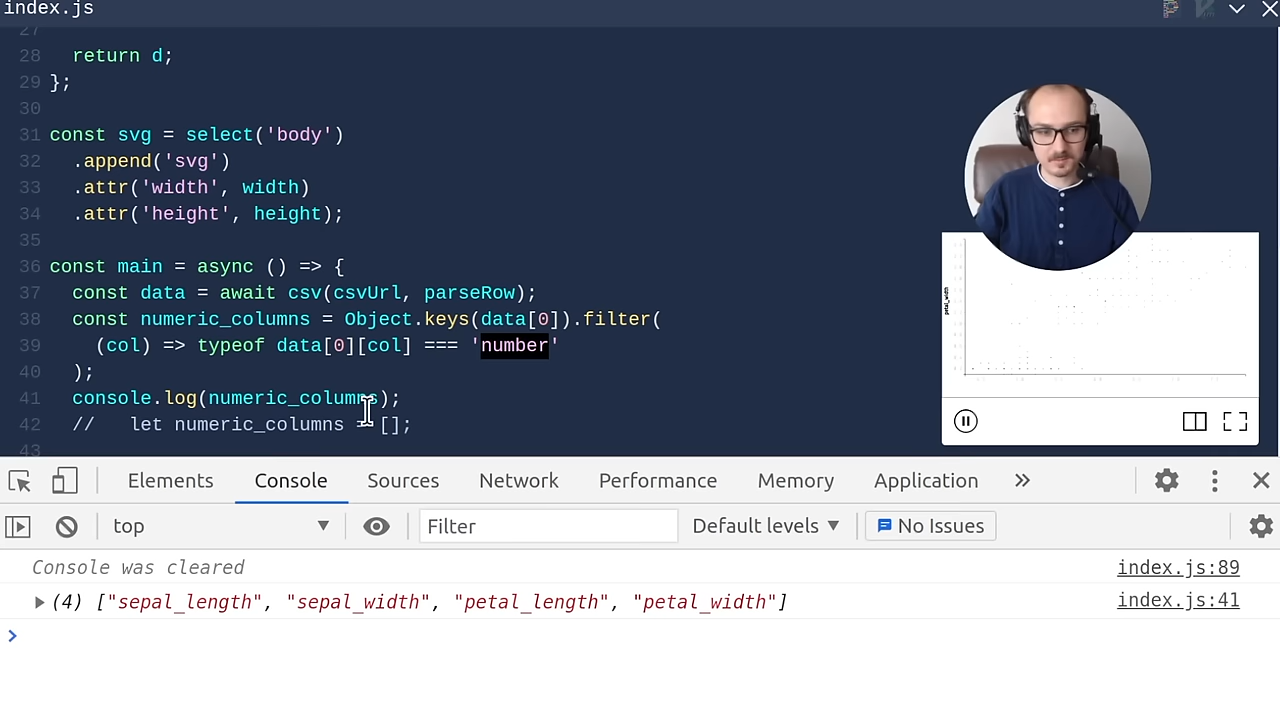 index.js
27
28 return d;
29 };
30
31 const svg = select('body')
32 .append('svg')
33 .attr('width', width)
34 .attr('height', height);
35
36 const main = async () => {
37 const data = await csv(csvUrl, parseRow);
38 const numeric_columns = Object.keys(data[0]).filter(
39 (col) => typeof data[0][col] === 'number'
40 );
41 console.log(numeric_columns);
42 // let numeric_columns = [];
43
petal_width
Elements Console Sources Network Performance Memory Application
top Filter Default levels No Issues
Console was cleared index.js:89
(4) ["sepal_length", "sepal_width", "petal_length", "petal_width"] index.js:41